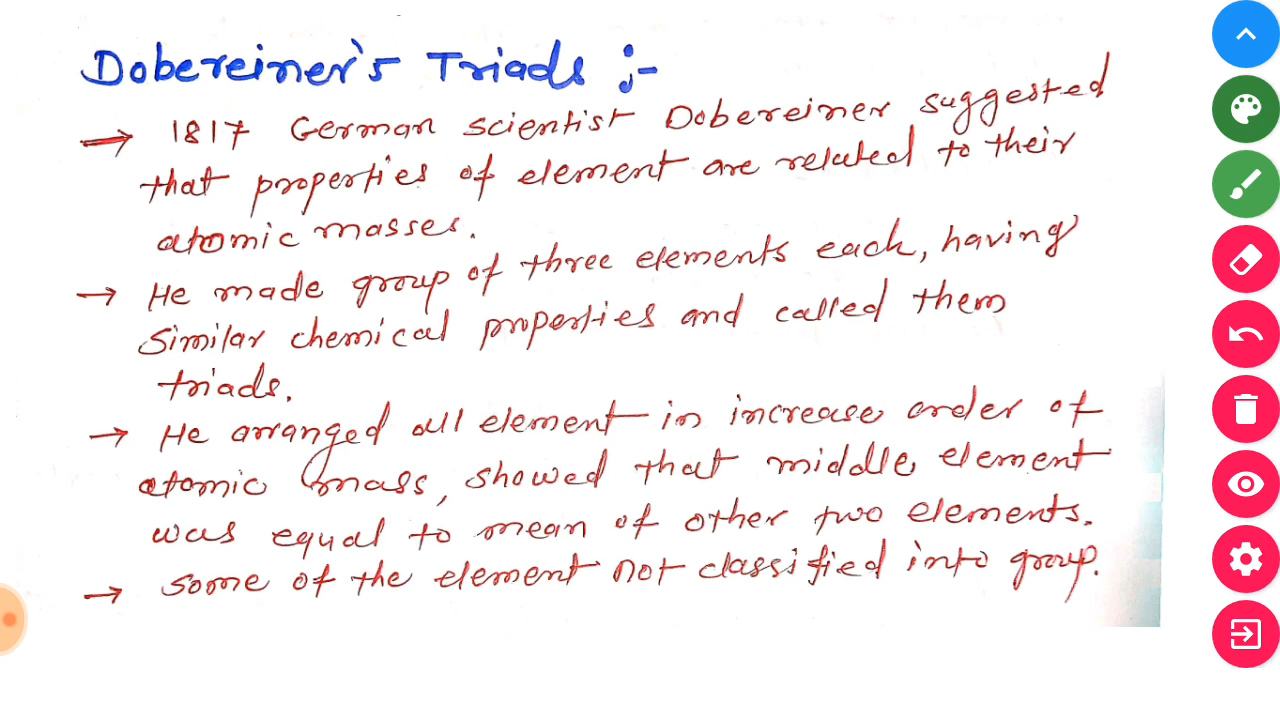 Dobereiner's Triads :-
→ 1817 German scientist Dobereiner suggested
that properties of element are related to their
atomic masses.
→ He made group of three elements each, having
Similar chemical properties and called them
triads.
→ He arranged all element in increase order of
atomic mass, showed that middle element
was equal to mean of other two elements.
→ Some of the element not classified into group.